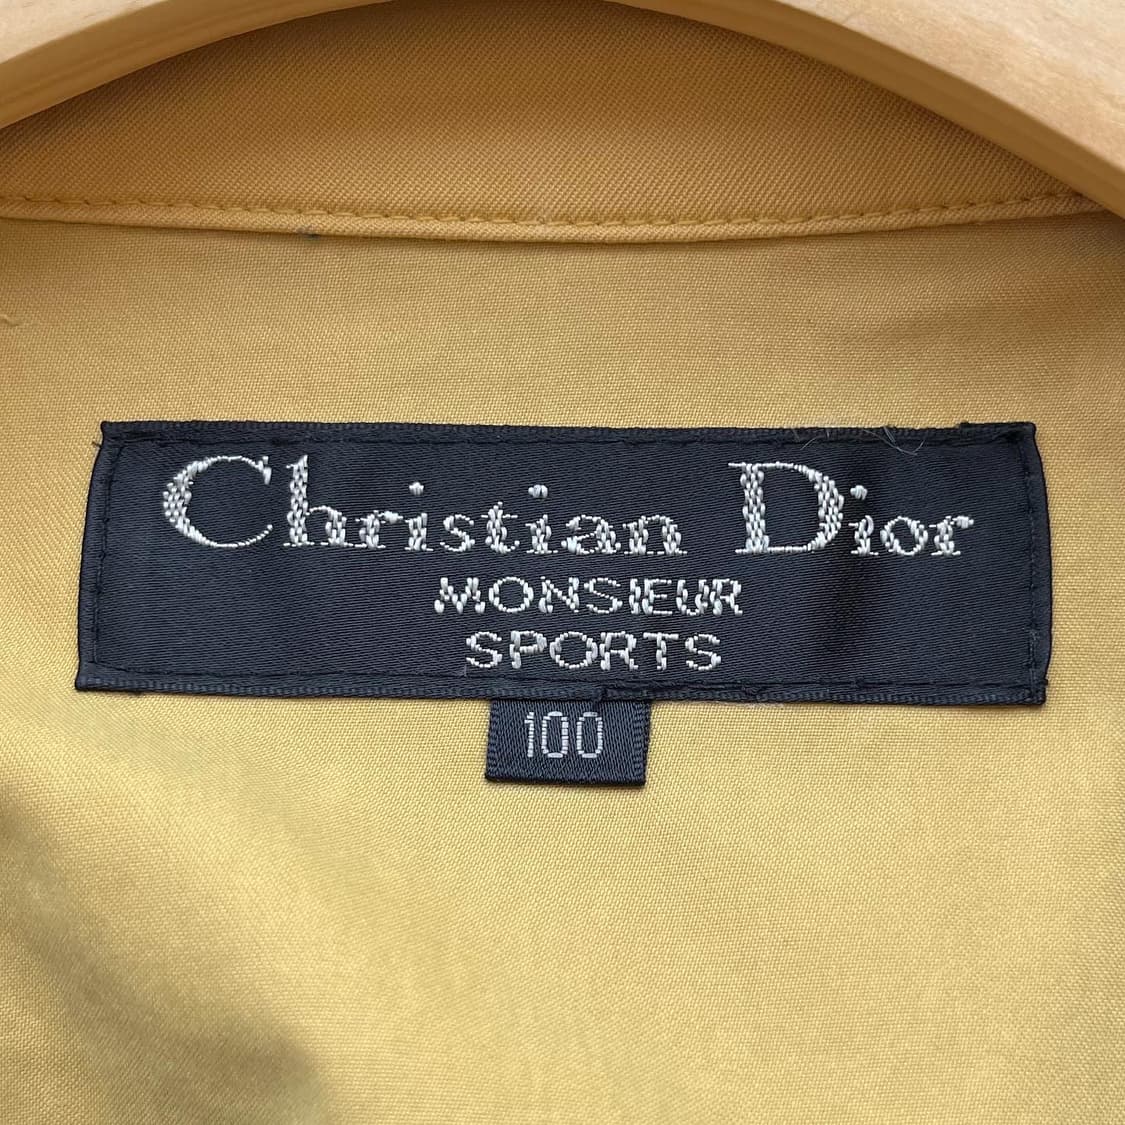 Christian Dior
MONSIEUR
SPORTS
100